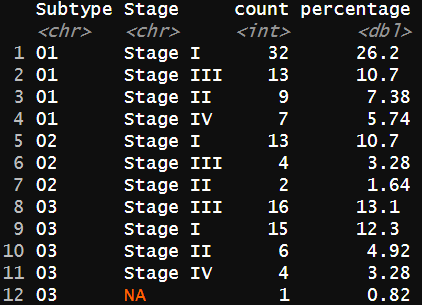 Subtype Stage count percentage
<chr> <chr> <int> <dbl>
1 01 Stage I 32 26.2
2 01 Stage III 13 10.7
3 01 Stage II 9 7.38
4 01 Stage IV 7 5.74
5 02 Stage I 13 10.7
6 02 Stage III 4 3.28
7 02 Stage II 2 1.64
8 03 Stage III 16 13.1
9 03 Stage I 15 12.3
10 03 Stage II 6 4.92
11 03 Stage IV 4 3.28
12 03 NA 1 0.82